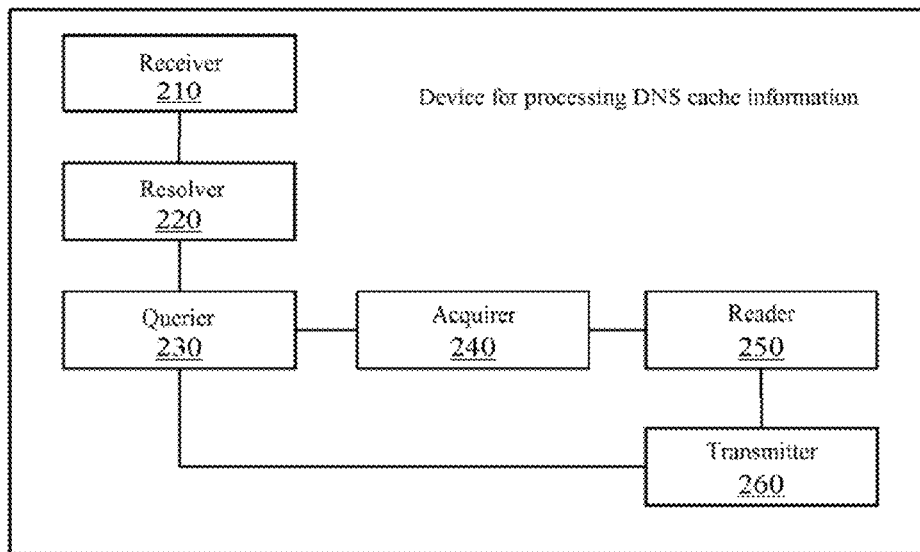 Receiver
210
Device for processing DNS cache information
Resolver
220
Querier
230
Acquirer
240
Reader
250
Transmitter
260